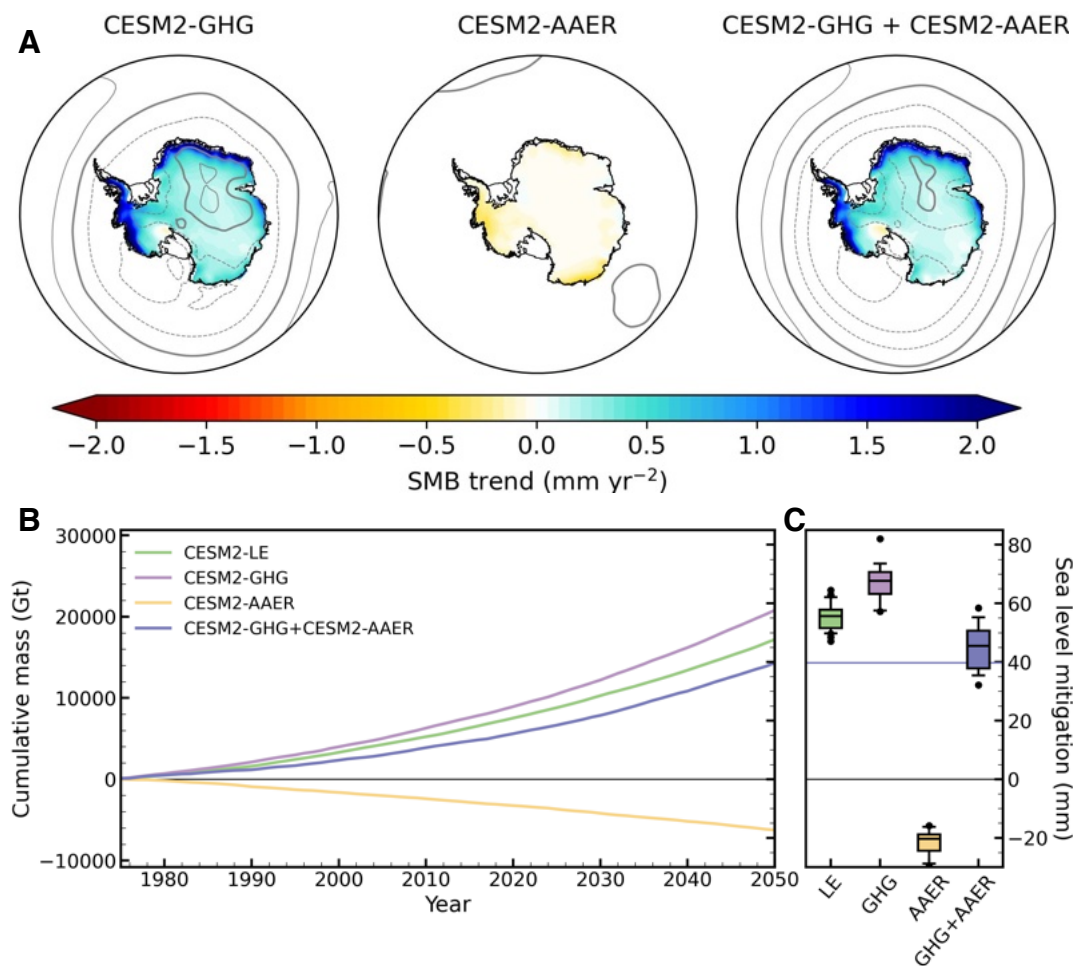 A
CESM2-GHG
CESM2-AAER
CESM2-GHG + CESM2-AAER
−2.0 −1.5 −1.0 −0.5 0.0 0.5 1.0 1.5 2.0
SMB trend (mm yr⁻²)
B
Cumulative mass (Gt)
30000
20000
10000
0
−10000
CESM2-LE
CESM2-GHG
CESM2-AAER
CESM2-GHG+CESM2-AAER
1980 1990 2000 2010 2020 2030 2040 2050
Year
C
80
60
40
20
0
−20
Sea level mitigation (mm)
LE
GHG
AAER
GHG+AAER